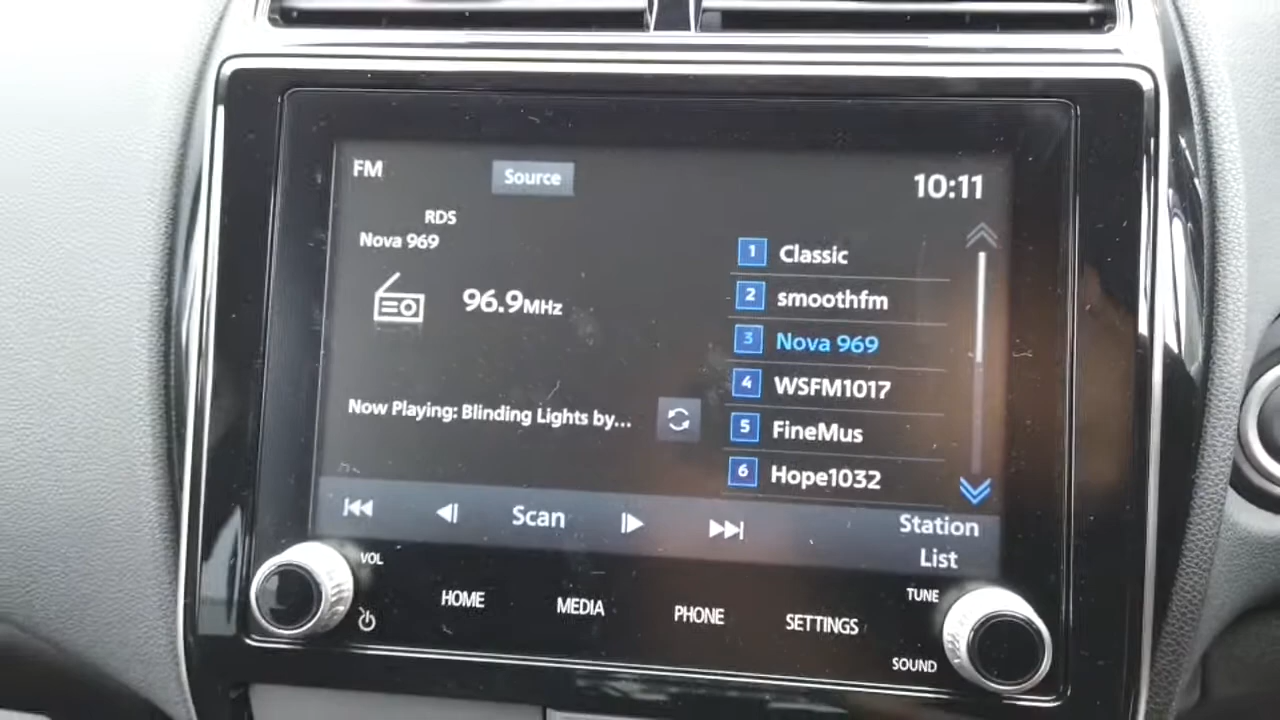 FM
Source
10:11
RDS
Nova 969
96.9MHz
Now Playing: Blinding Lights by...
1 Classic
2 smoothfm
3 Nova 969
4 WSFM1017
5 FineMus
6 Hope1032
Scan
Station
List
VOL
HOME
MEDIA
PHONE
SETTINGS
TUNE
SOUND